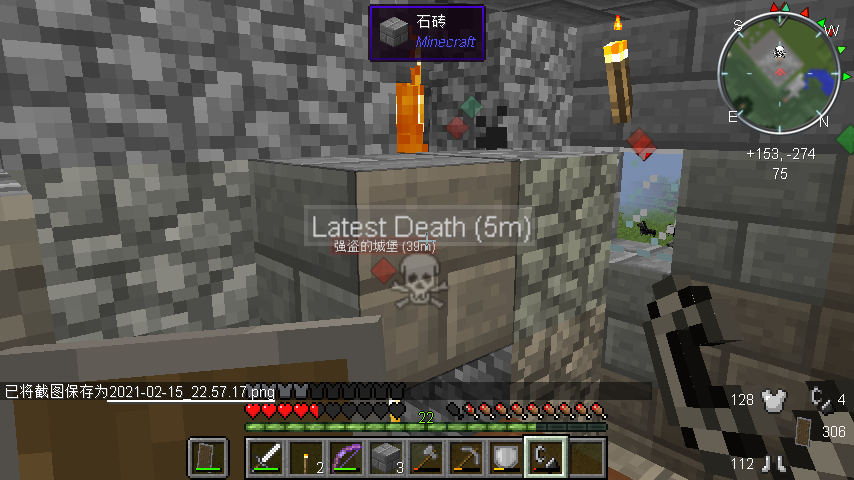 石砖
Minecraft
S
W
E
N
+153, -274
75
Latest Death (5m)
强盗的城堡 (39m)
已将截图保存为2021-02-15_22.57.17.png
22
128
4
306
112
2
3